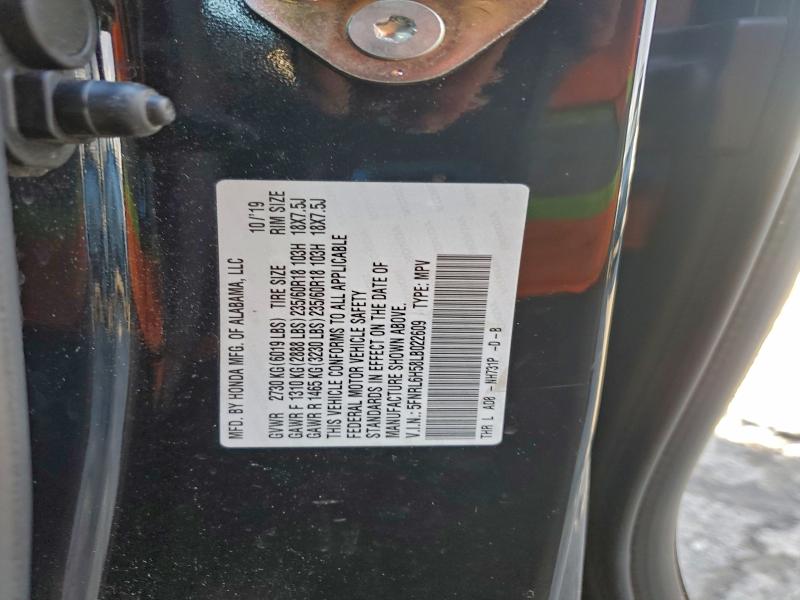 MFD. BY HONDA MFG. OF ALABAMA, LLC 10/'19
GVWR 2730 KG(6019 LBS) TIRE SIZE RIM SIZE
GAWR F 1310 KG(2888 LBS) 235/60R18 103H 18X7.5J
GAWR R 1465 KG(3230 LBS) 235/60R18 103H 18X7.5J
THIS VEHICLE CONFORMS TO ALL APPLICABLE
FEDERAL MOTOR VEHICLE SAFETY
STANDARDS IN EFFECT ON THE DATE OF
MANUFACTURE SHOWN ABOVE.
V.I.N.: 5FNRL6H58LB022609 TYPE: MPV
THR L A08 - NH731P -D-B